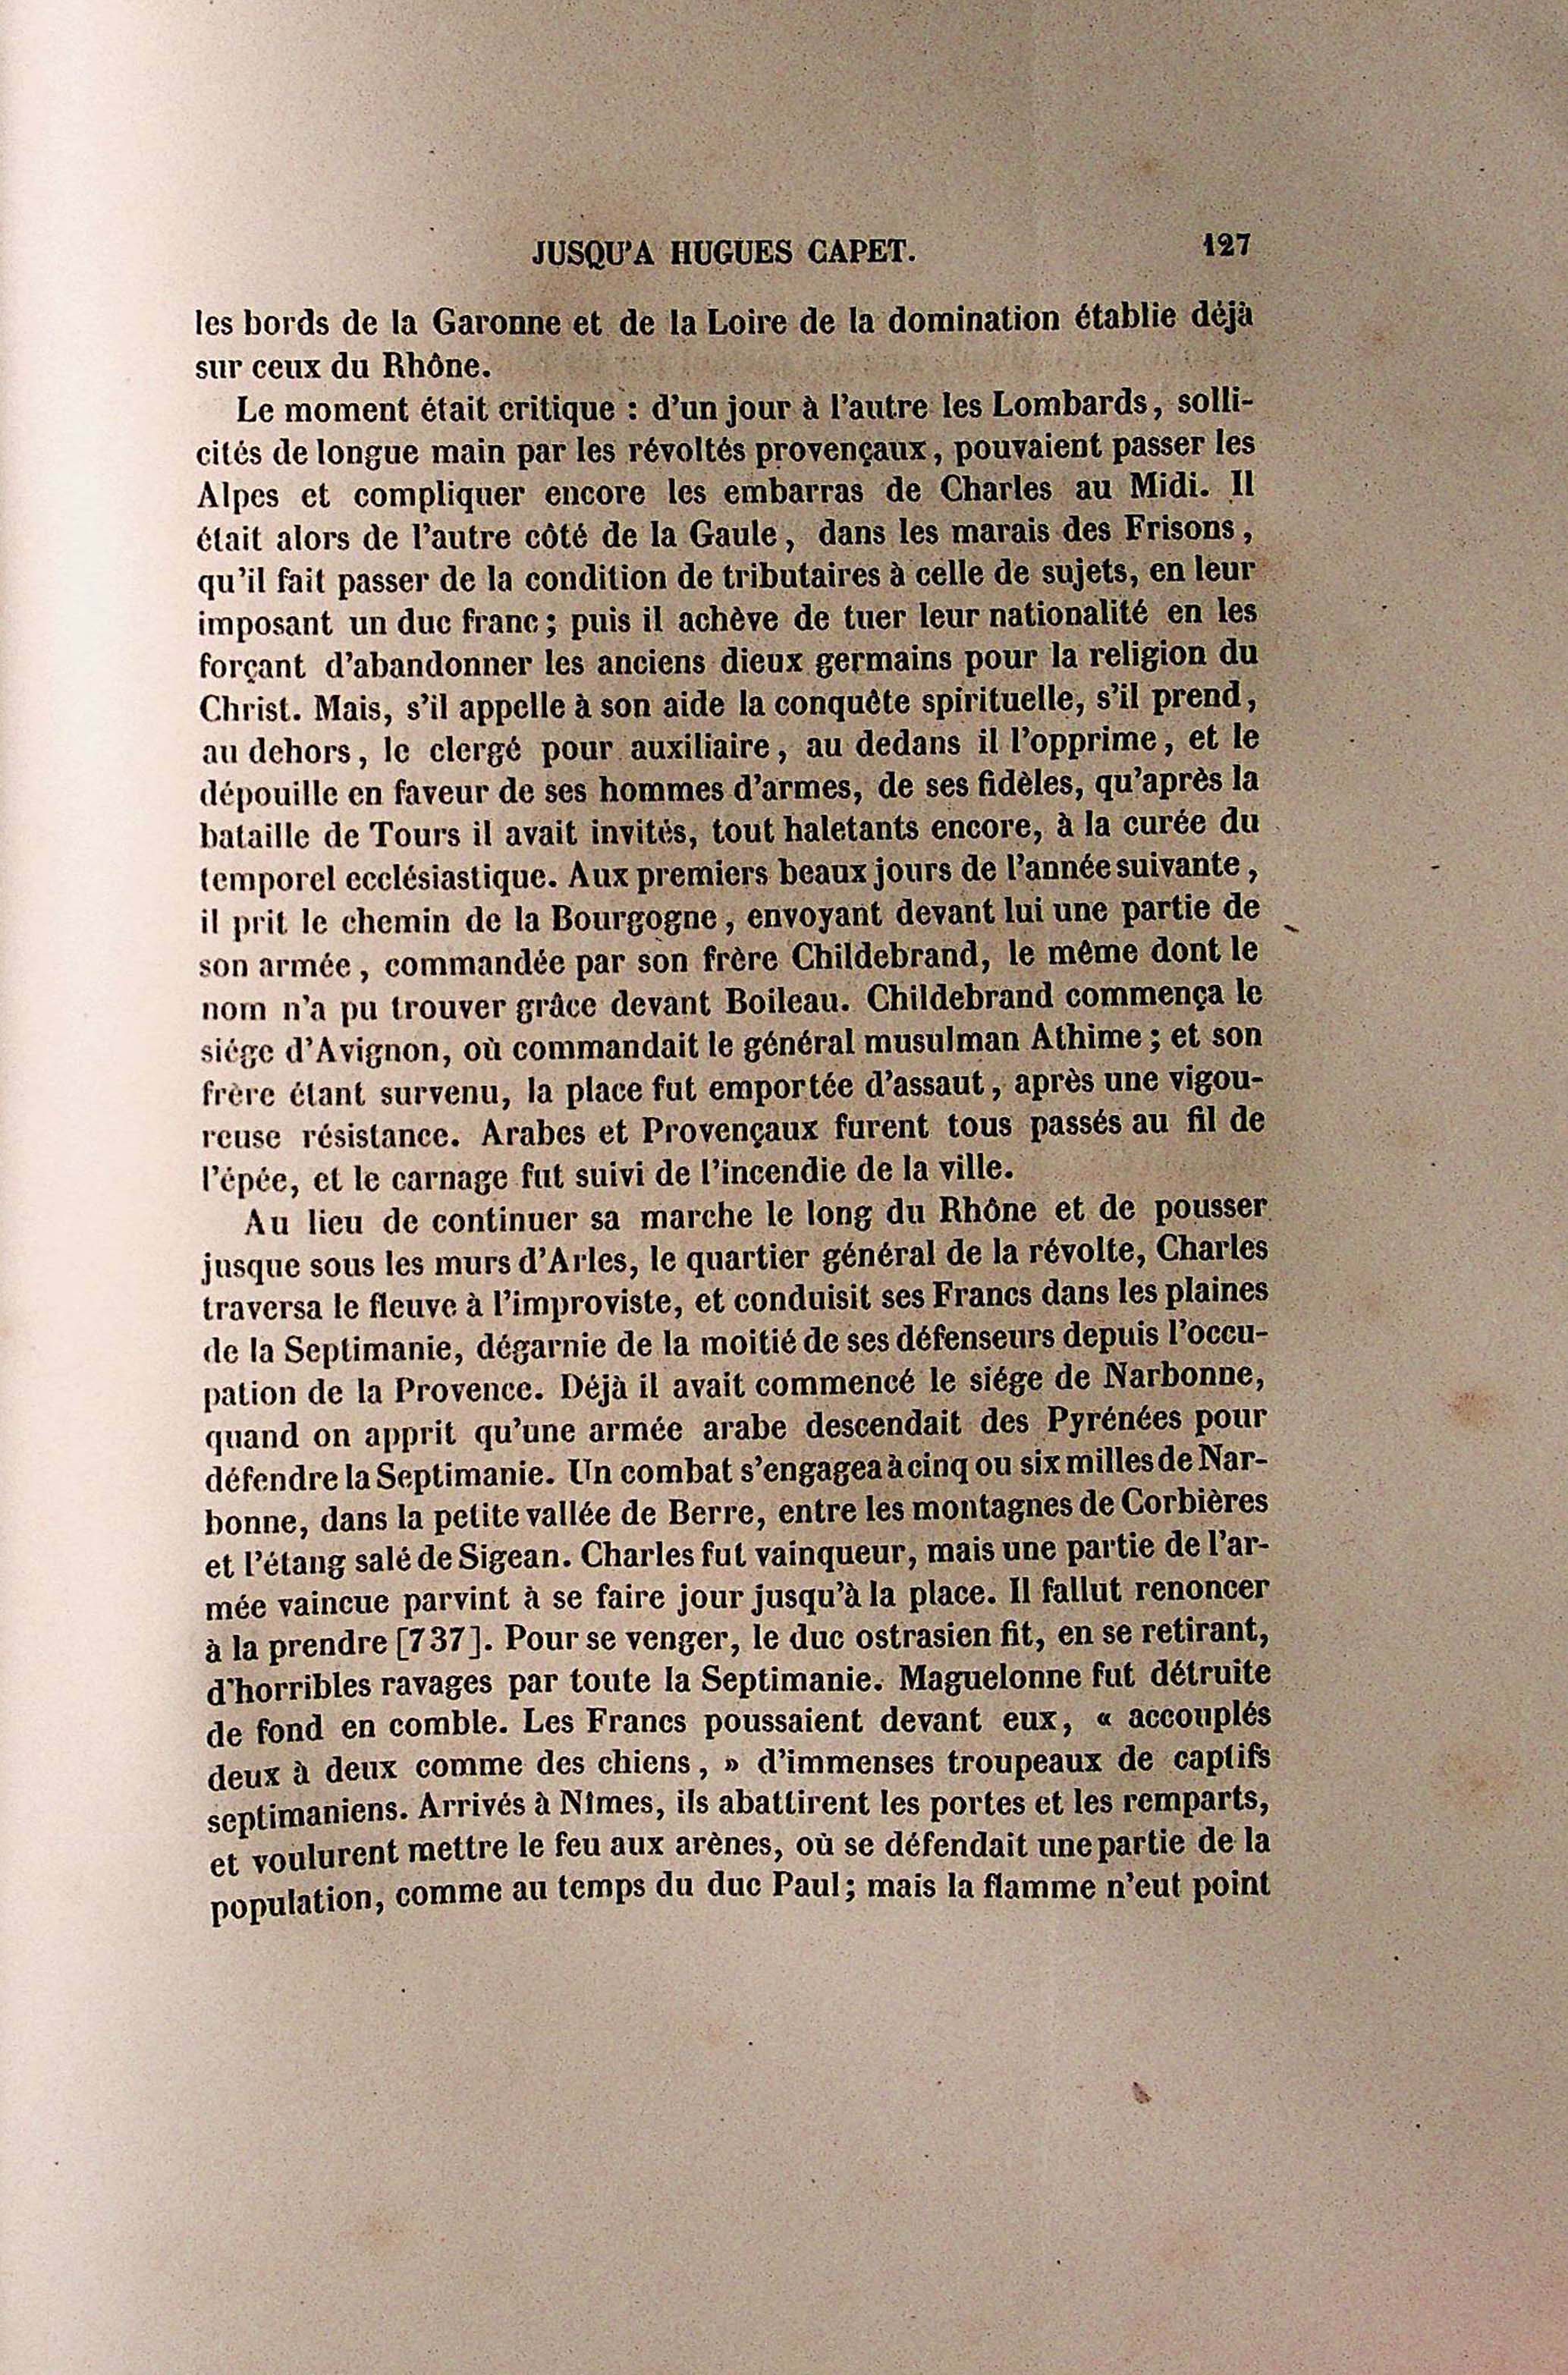 JUSQU'A HUGUES CAPET. 127
les bords de la Garonne et de la Loire de la domination établie déjà
sur ceux du Rhône.
Le moment était critique : d'un jour à l'autre les Lombards, solli-
cités de longue main par les révoltés provençaux, pouvaient passer les
Alpes et compliquer encore les embarras de Charles au Midi. Il
était alors de l'autre côté de la Gaule, dans les marais des Frisons,
qu'il fait passer de la condition de tributaires à celle de sujets, en leur
imposant un duc franc; puis il achève de tuer leur nationalité en les
forçant d'abandonner les anciens dieux germains pour la religion du
Christ. Mais, s'il appelle à son aide la conquête spirituelle, s'il prend,
au dehors, le clergé pour auxiliaire, au dedans il l'opprime, et le
dépouille en faveur de ses hommes d'armes, de ses fidèles, qu'après la
bataille de Tours il avait invités, tout haletants encore, à la curée du
temporel ecclésiastique. Aux premiers beaux jours de l'année suivante,
il prit le chemin de la Bourgogne, envoyant devant lui une partie de
son armée, commandée par son frère Childebrand, le même dont le
nom n'a pu trouver grâce devant Boileau. Childebrand commença le
siége d'Avignon, où commandait le général musulman Athime; et son
frère étant survenu, la place fut emportée d'assaut, après une vigou-
reuse résistance. Arabes et Provençaux furent tous passés au fil de
l'épée, et le carnage fut suivi de l'incendie de la ville.
Au lieu de continuer sa marche le long du Rhône et de pousser
jusque sous les murs d'Arles, le quartier général de la révolte, Charles
traversa le fleuve à l'improviste, et conduisit ses Francs dans les plaines
de la Septimanie, dégarnie de la moitié de ses défenseurs depuis l'occu-
pation de la Provence. Déjà il avait commencé le siége de Narbonne,
quand on apprit qu'une armée arabe descendait des Pyrénées pour
défendre la Septimanie. Un combat s'engagea à cinq ou six milles de Nar-
bonne, dans la petite vallée de Berre, entre les montagnes de Corbières
et l'étang salé de Sigean. Charles fut vainqueur, mais une partie de l'ar-
mée vaincue parvint à se faire jour jusqu'à la place. Il fallut renoncer
à la prendre [737]. Pour se venger, le duc ostrasien fit, en se retirant,
d'horribles ravages par toute la Septimanie. Maguelonne fut détruite
de fond en comble. Les Francs poussaient devant eux, « accouplés
deux à deux comme des chiens, » d'immenses troupeaux de captifs
septimaniens. Arrivés à Nîmes, ils abattirent les portes et les remparts,
et voulurent mettre le feu aux arènes, où se défendait une partie de la
population, comme au temps du duc Paul; mais la flamme n'eut point